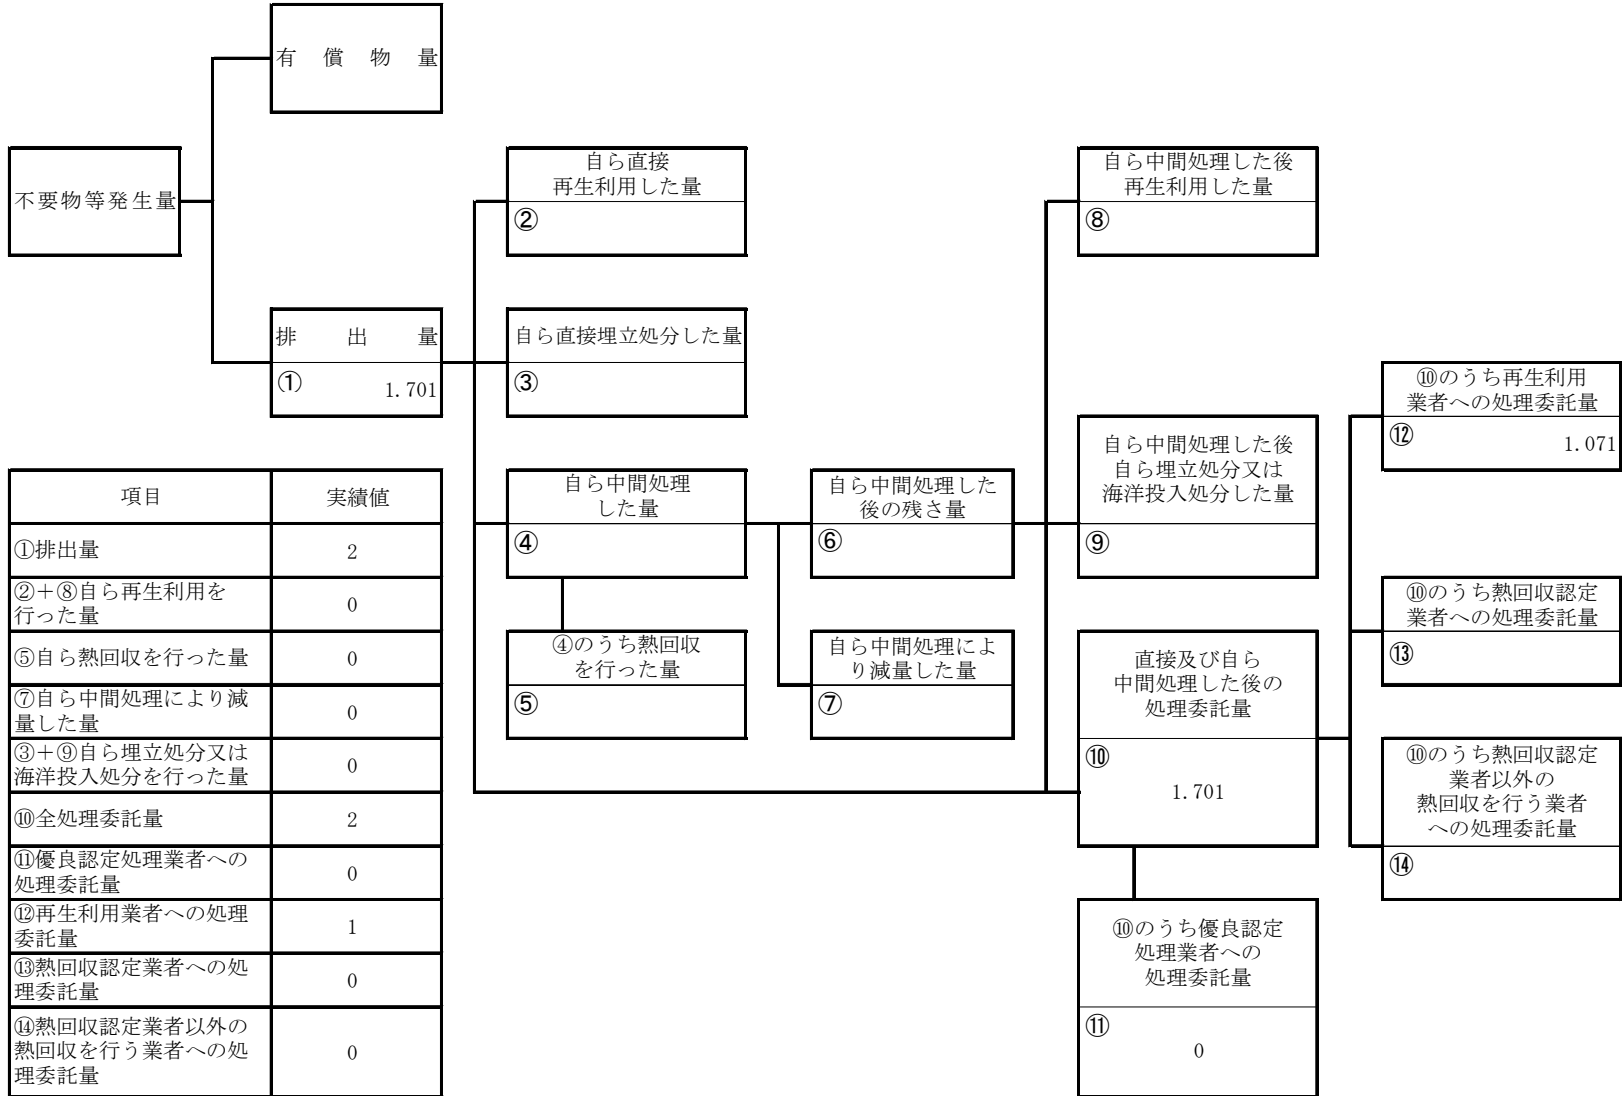 有償物量
不要物等発生量
排出量
① 1.701
自ら直接
再生利用した量
②
自ら直接埋立処分した量
③
自ら中間処理
した量
④
④のうち熱回収
を行った量
⑤
自ら中間処理した
後の残さ量
⑥
自ら中間処理によ
り減量した量
⑦
自ら中間処理した後
再生利用した量
⑧
自ら中間処理した後
自ら埋立処分又は
海洋投入処分した量
⑨
直接及び自ら
中間処理した後の
処理委託量
⑩
1.701
⑩のうち優良認定
処理業者への
処理委託量
⑪
0
⑩のうち再生利用
業者への処理委託量
⑫ 1.071
⑩のうち熱回収認定
業者への処理委託量
⑬
⑩のうち熱回収認定
業者以外の
熱回収を行う業者
への処理委託量
⑭
項目 実績値
①排出量 2
②＋⑧自ら再生利用を
行った量 0
⑤自ら熱回収を行った量 0
⑦自ら中間処理により減
量した量 0
③＋⑨自ら埋立処分又は
海洋投入処分を行った量 0
⑩全処理委託量 2
⑪優良認定処理業者への
処理委託量 0
⑫再生利用業者への処理
委託量 1
⑬熱回収認定業者への処
理委託量 0
⑭熱回収認定業者以外の
熱回収を行う業者への処
理委託量 0